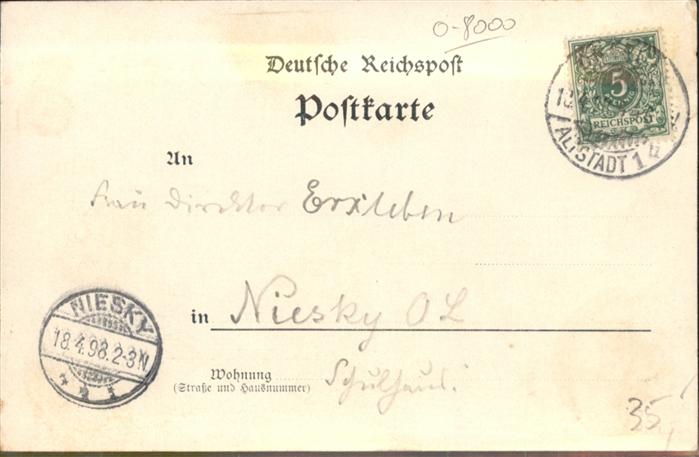 0-8000
Deutsche Reichspost
Postkarte
5
REICHSPOST
ALTSTADT 1
An
Frau Direktor Erxleben
in Niesky OL
NIESKY
18.4.98.2-3N
Wohnung
(Straße und Hausnummer)
Schulhaus.
35,